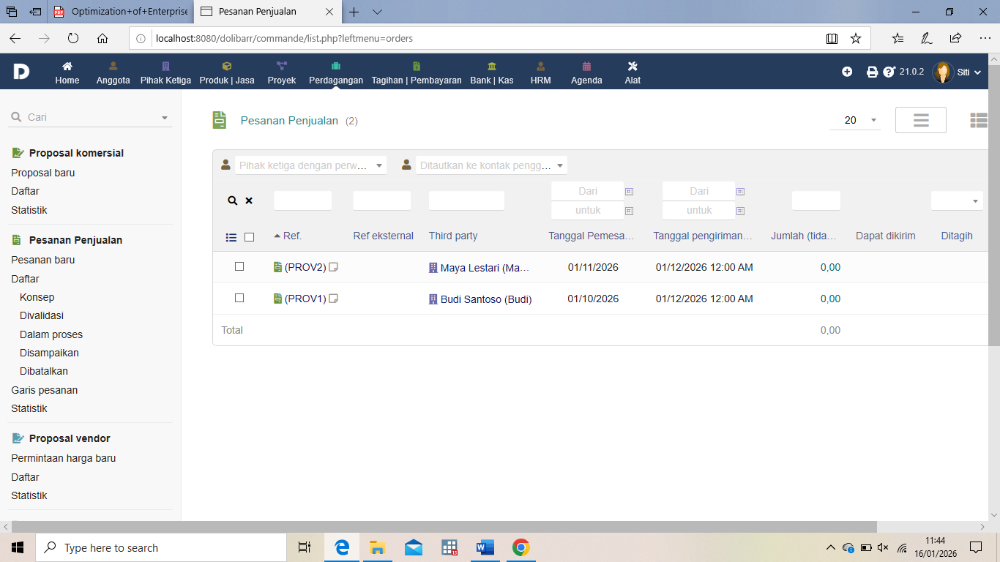 Optimization+of+Enterprise
Pesanan Penjualan
localhost:8080/dolibarr/commande/list.php?leftmenu=orders
D
Home
Anggota
Pihak Ketiga
Produk | Jasa
Proyek
Perdagangan
Tagihan | Pembayaran
Bank | Kas
HRM
Agenda
Alat
21.0.2
Siti
Cari
Proposal komersial
Proposal baru
Daftar
Statistik
Pesanan Penjualan
Pesanan baru
Daftar
Konsep
Divalidasi
Dalam proses
Disampaikan
Dibatalkan
Garis pesanan
Statistik
Proposal vendor
Permintaan harga baru
Daftar
Statistik
Pesanan Penjualan (2)
20
Pihak ketiga dengan perw…
Ditautkan ke kontak pengg…
Dari
untuk
Dari
untuk
Ref.
Ref eksternal
Third party
Tanggal Pemesa…
Tanggal pengiriman…
Jumlah (tida…
Dapat dikirim
Ditagih
(PROV2) Maya Lestari (Ma… 01/11/2026 01/12/2026 12:00 AM 0,00
(PROV1) Budi Santoso (Budi) 01/10/2026 01/12/2026 12:00 AM 0,00
Total 0,00
Type here to search
11:44
16/01/2026